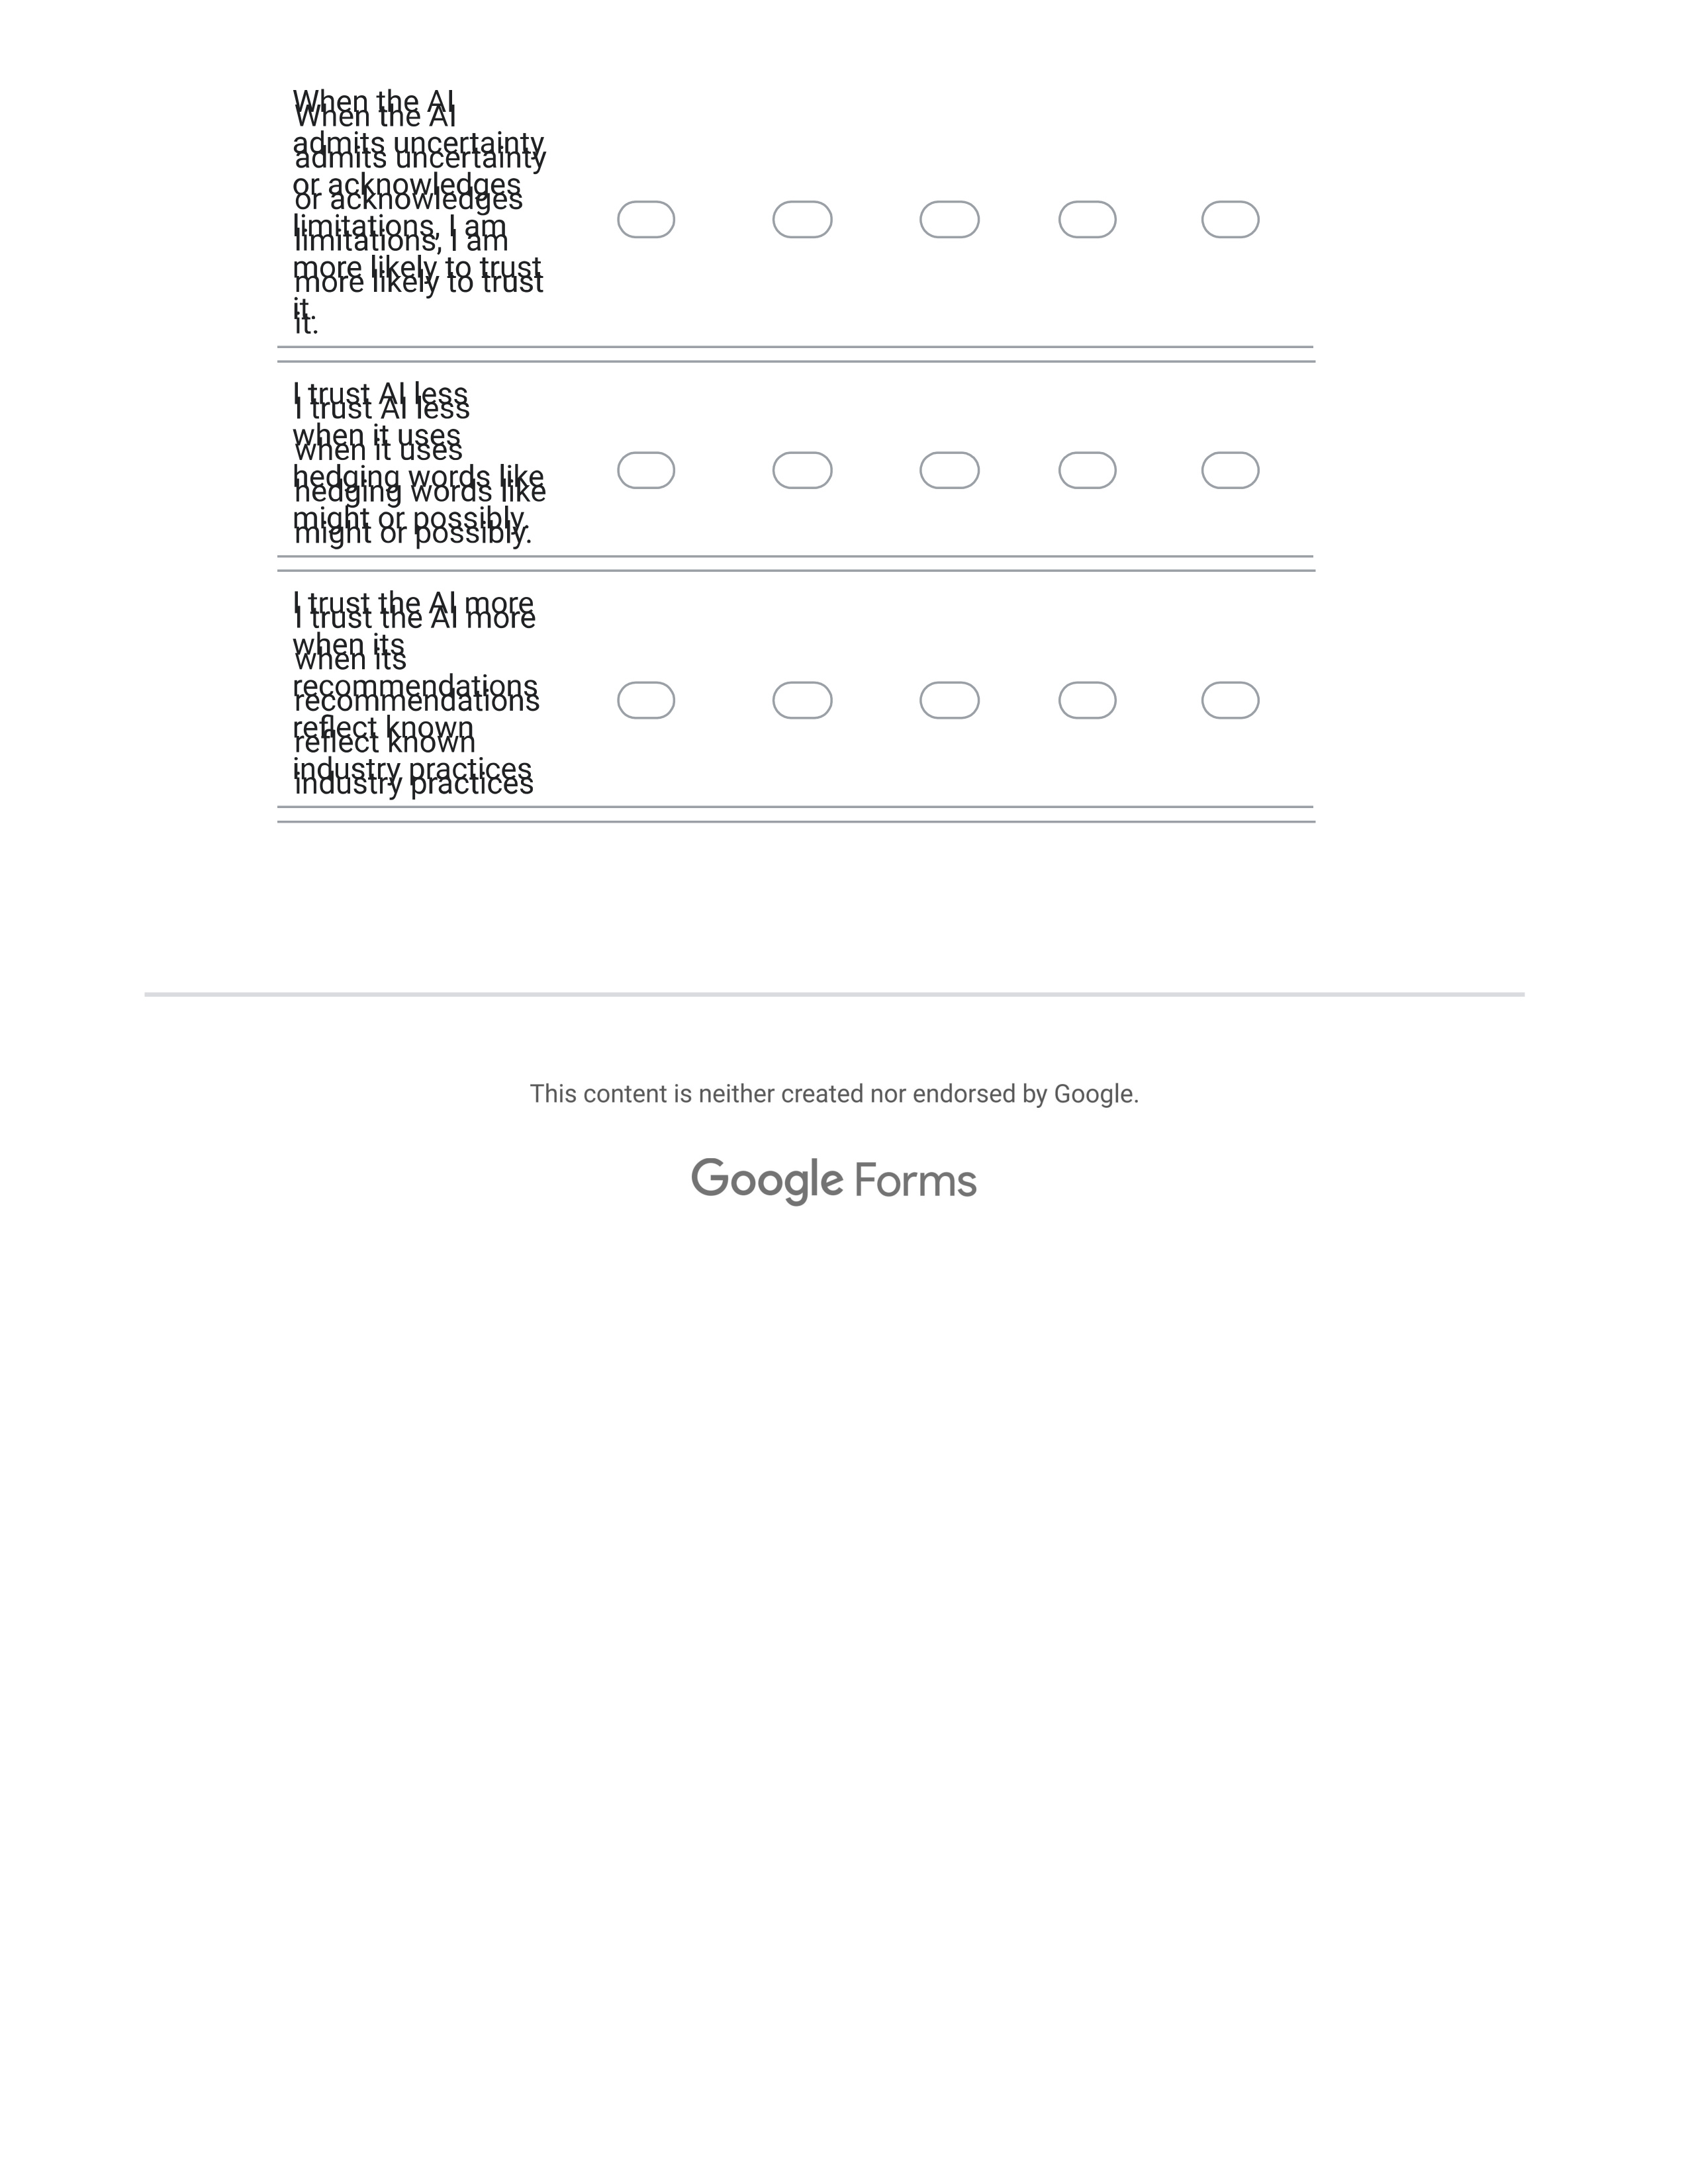 When the AI
admits uncertainty
or acknowledges
limitations, I am
more likely to trust
it.
I trust AI less
when it uses
hedging words like
might or possibly.
I trust the AI more
when its
recommendations
reflect known
industry practices
This content is neither created nor endorsed by Google.
Google Forms